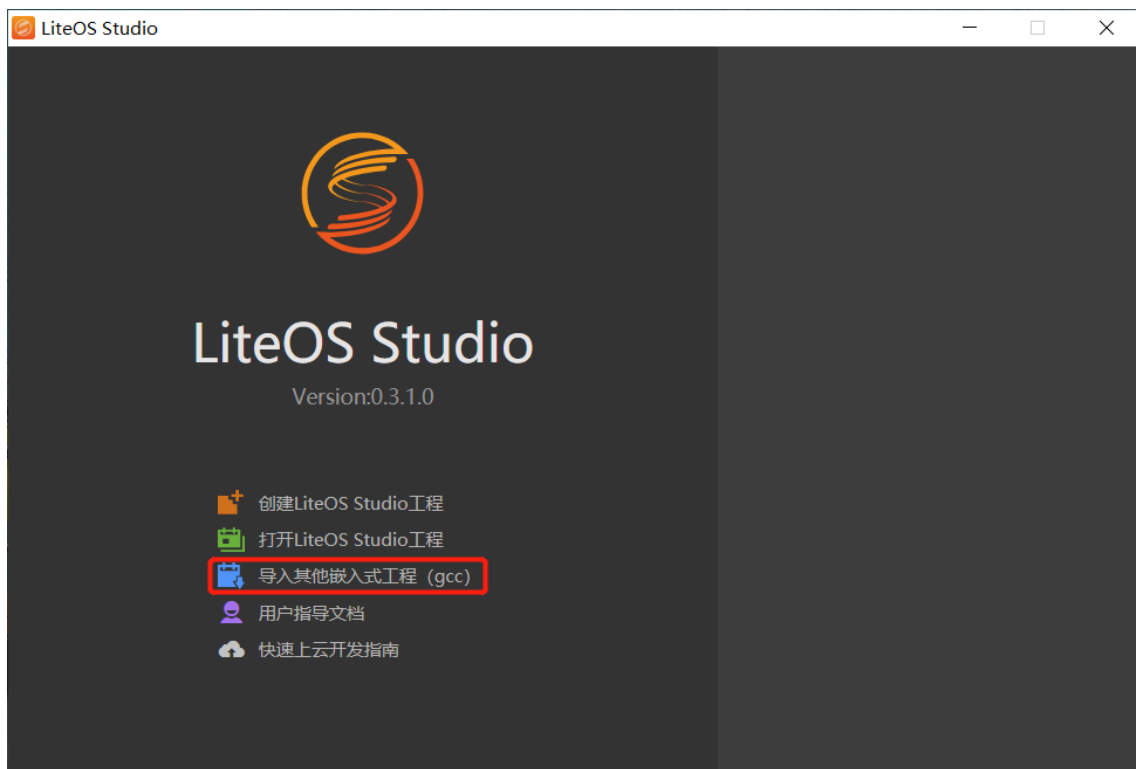 LiteOS Studio
LiteOS Studio
Version:0.3.1.0
创建LiteOS Studio工程
打开LiteOS Studio工程
导入其他嵌入式工程（gcc）
用户指导文档
快速上云开发指南